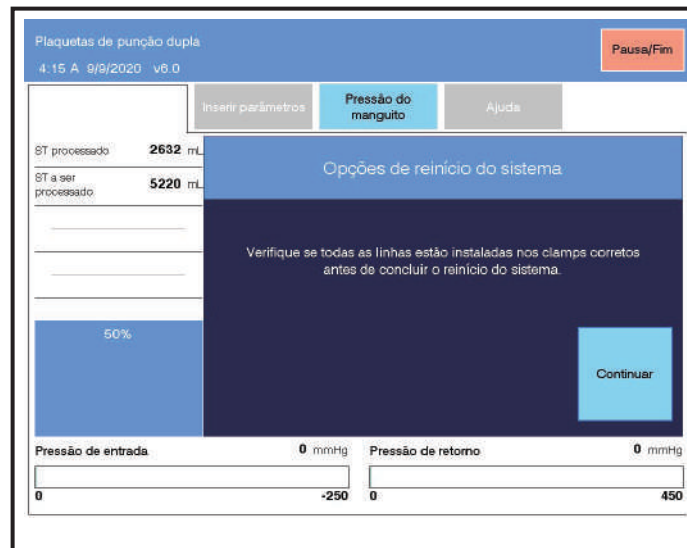 Plaquetas de punção dupla
Pausa/Fim
4:15 A 9/9/2020 v6.0
Inserir parâmetros
Pressão do
manguito
Ajuda
ST processado 2632 mL
ST a ser
processado 5220 mL
Opções de reinício do sistema
Verifique se todas as linhas estão instaladas nos clamps corretos
antes de concluir o reinício do sistema.
50%
Continuar
Pressão de entrada 0 mmHg
Pressão de retorno 0 mmHg
0 -250
0 450